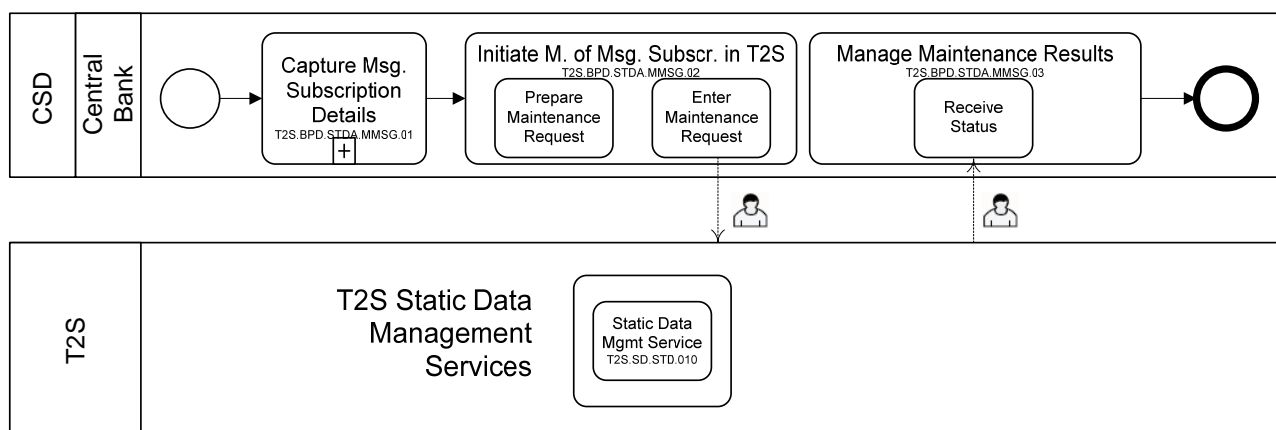 CSD
Central
Bank
Capture Msg.
Subscription
Details
T2S.BPD.STDA.MMSG.01
Initiate M. of Msg. Subscr. in T2S
T2S.BPD.STDA.MMSG.02
Prepare
Maintenance
Request
Enter
Maintenance
Request
Manage Maintenance Results
T2S.BPD.STDA.MMSG.03
Receive
Status
T2S
T2S Static Data
Management
Services
Static Data
Mgmt Service
T2S.SD.STD.010